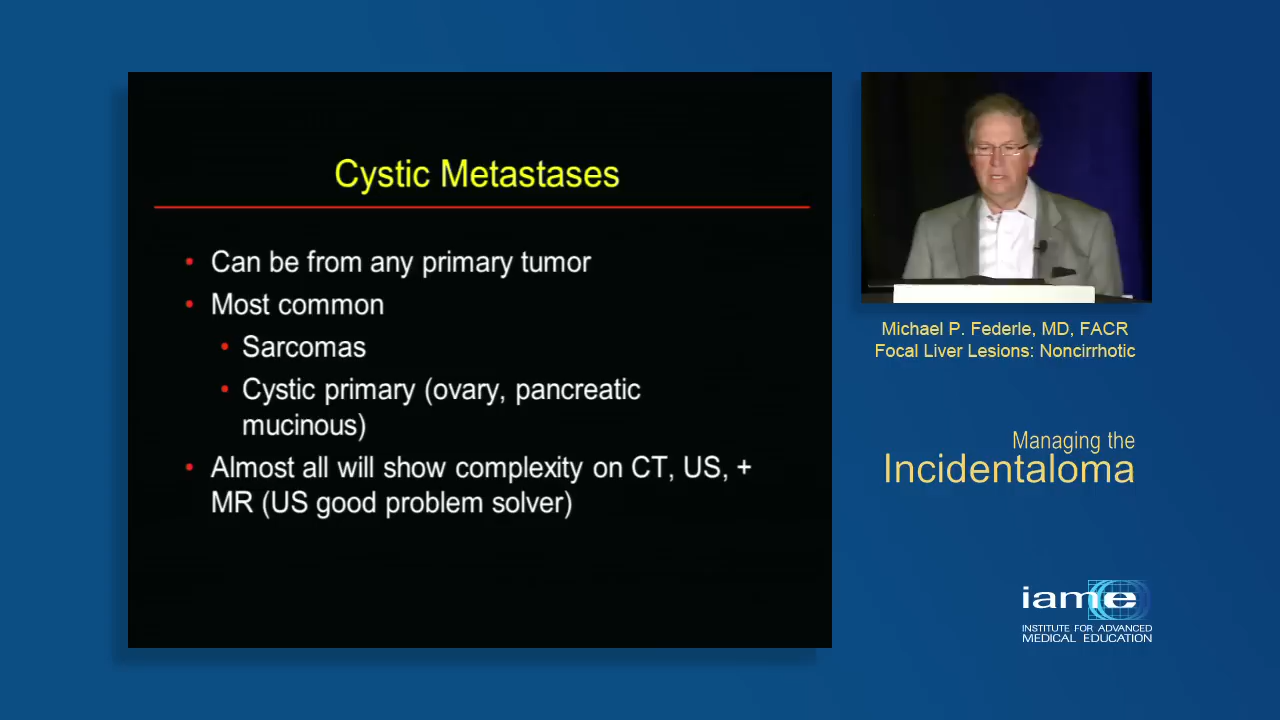 Cystic Metastases
• Can be from any primary tumor
• Most common
• Sarcomas
• Cystic primary (ovary, pancreatic
mucinous)
• Almost all will show complexity on CT, US, +
MR (US good problem solver)
Michael P. Federle, MD, FACR
Focal Liver Lesions: Noncirrhotic
Managing the
Incidentaloma
iame
INSTITUTE FOR ADVANCED
MEDICAL EDUCATION